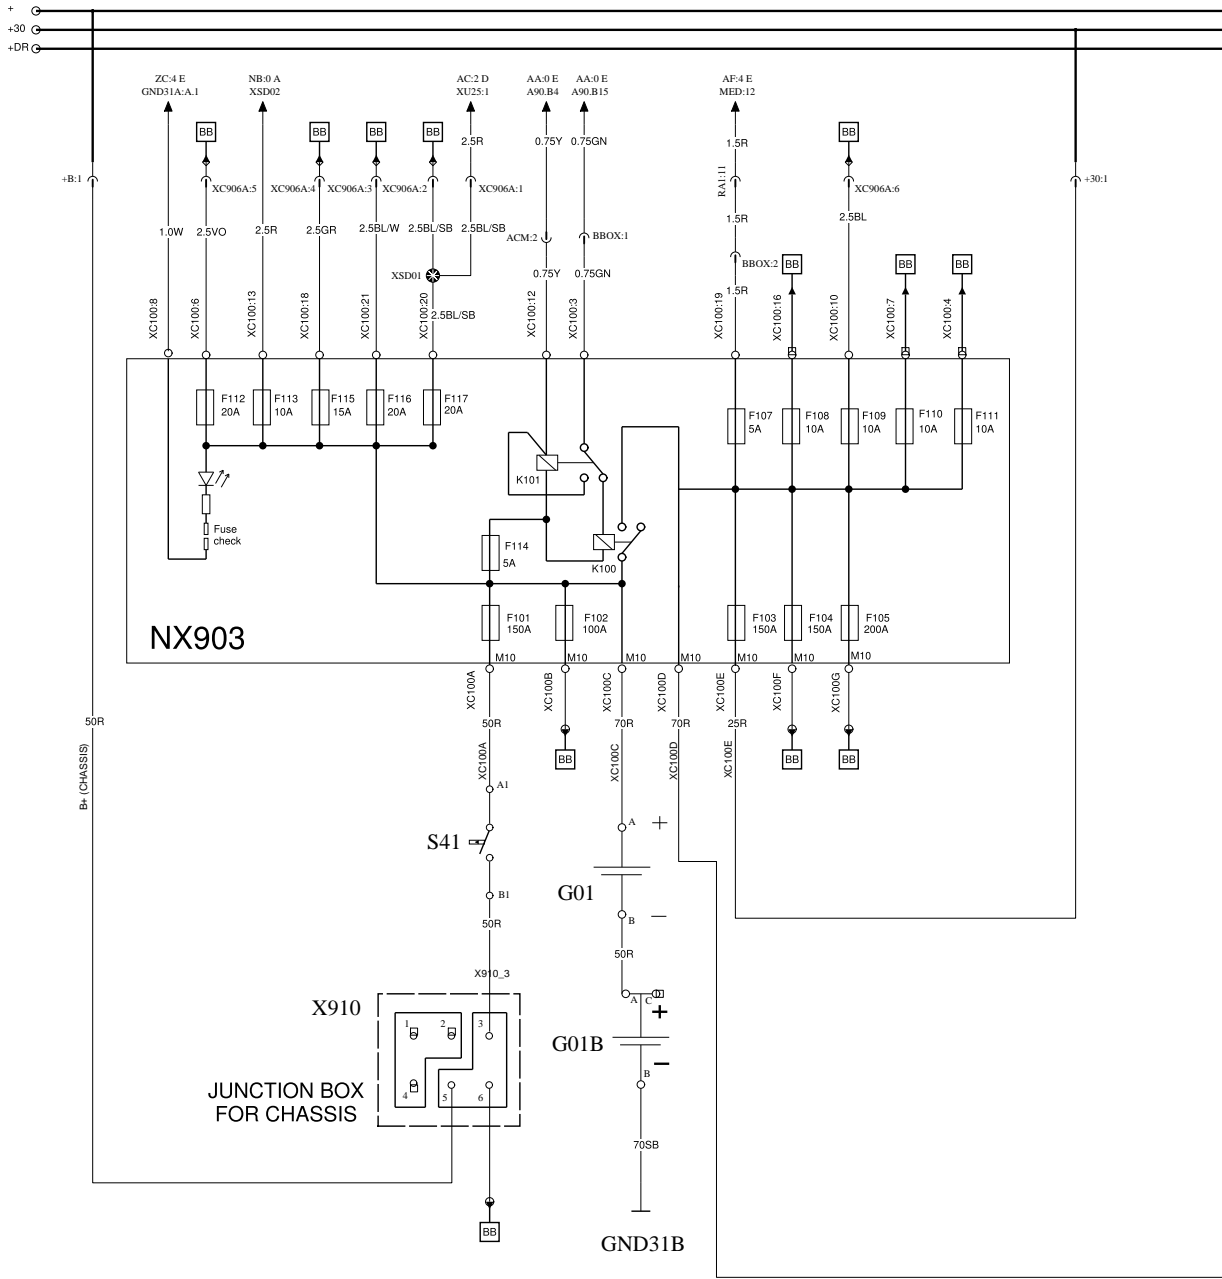 +
+30
+DR
ZC:4 E NB:0 A AC:2 D AA:0 E AA:0 E AF:4 E
GND31A:A.1 XSD02 XU25:1 A90.B4 A90.B15 MED:12
BB BB BB BB BB
2.5R 0.75Y 0.75GN 1.5R
+B:1 XC906A:5 XC906A:4 XC906A:3 XC906A:2 XC906A:1 RA1:11 XC906A:6 +30:1
1.0W 2.5VO 2.5R 2.5GR 2.5BL/W 2.5BL/SB 2.5BL/SB 1.5R 2.5BL
ACM:2 BBOX:1
XSD01 0.75Y 0.75GN BBOX:2 BB BB BB
1.5R
XC100:8 XC100:6 XC100:13 XC100:18 XC100:21 XC100:20 2.5BL/SB XC100:12 XC100:3 XC100:19 XC100:16 XC100:10 XC100:7 XC100:4
F112 F113 F115 F116 F117
20A 10A 15A 20A 20A
F107 F108 F109 F110 F111
5A 10A 10A 10A 10A
K101
Fuse
check
F114
5A
K100
NX903
F101 F102 F103 F104 F105
150A 100A 150A 150A 200A
M10 M10 M10 M10 M10 M10 M10
XC100A XC100B XC100C XC100D XC100E XC100F XC100G
50R 50R 70R 70R 25R
B+ (CHASSIS) XC100A BB XC100C XC100D XC100E BB BB
A1
A +
S41
G01
B1
B –
50R
50R
X910_3
X910
A C
+
1 2 3
G01B
–
B
JUNCTION BOX
FOR CHASSIS
4 5 6
70SB
BB
GND31B